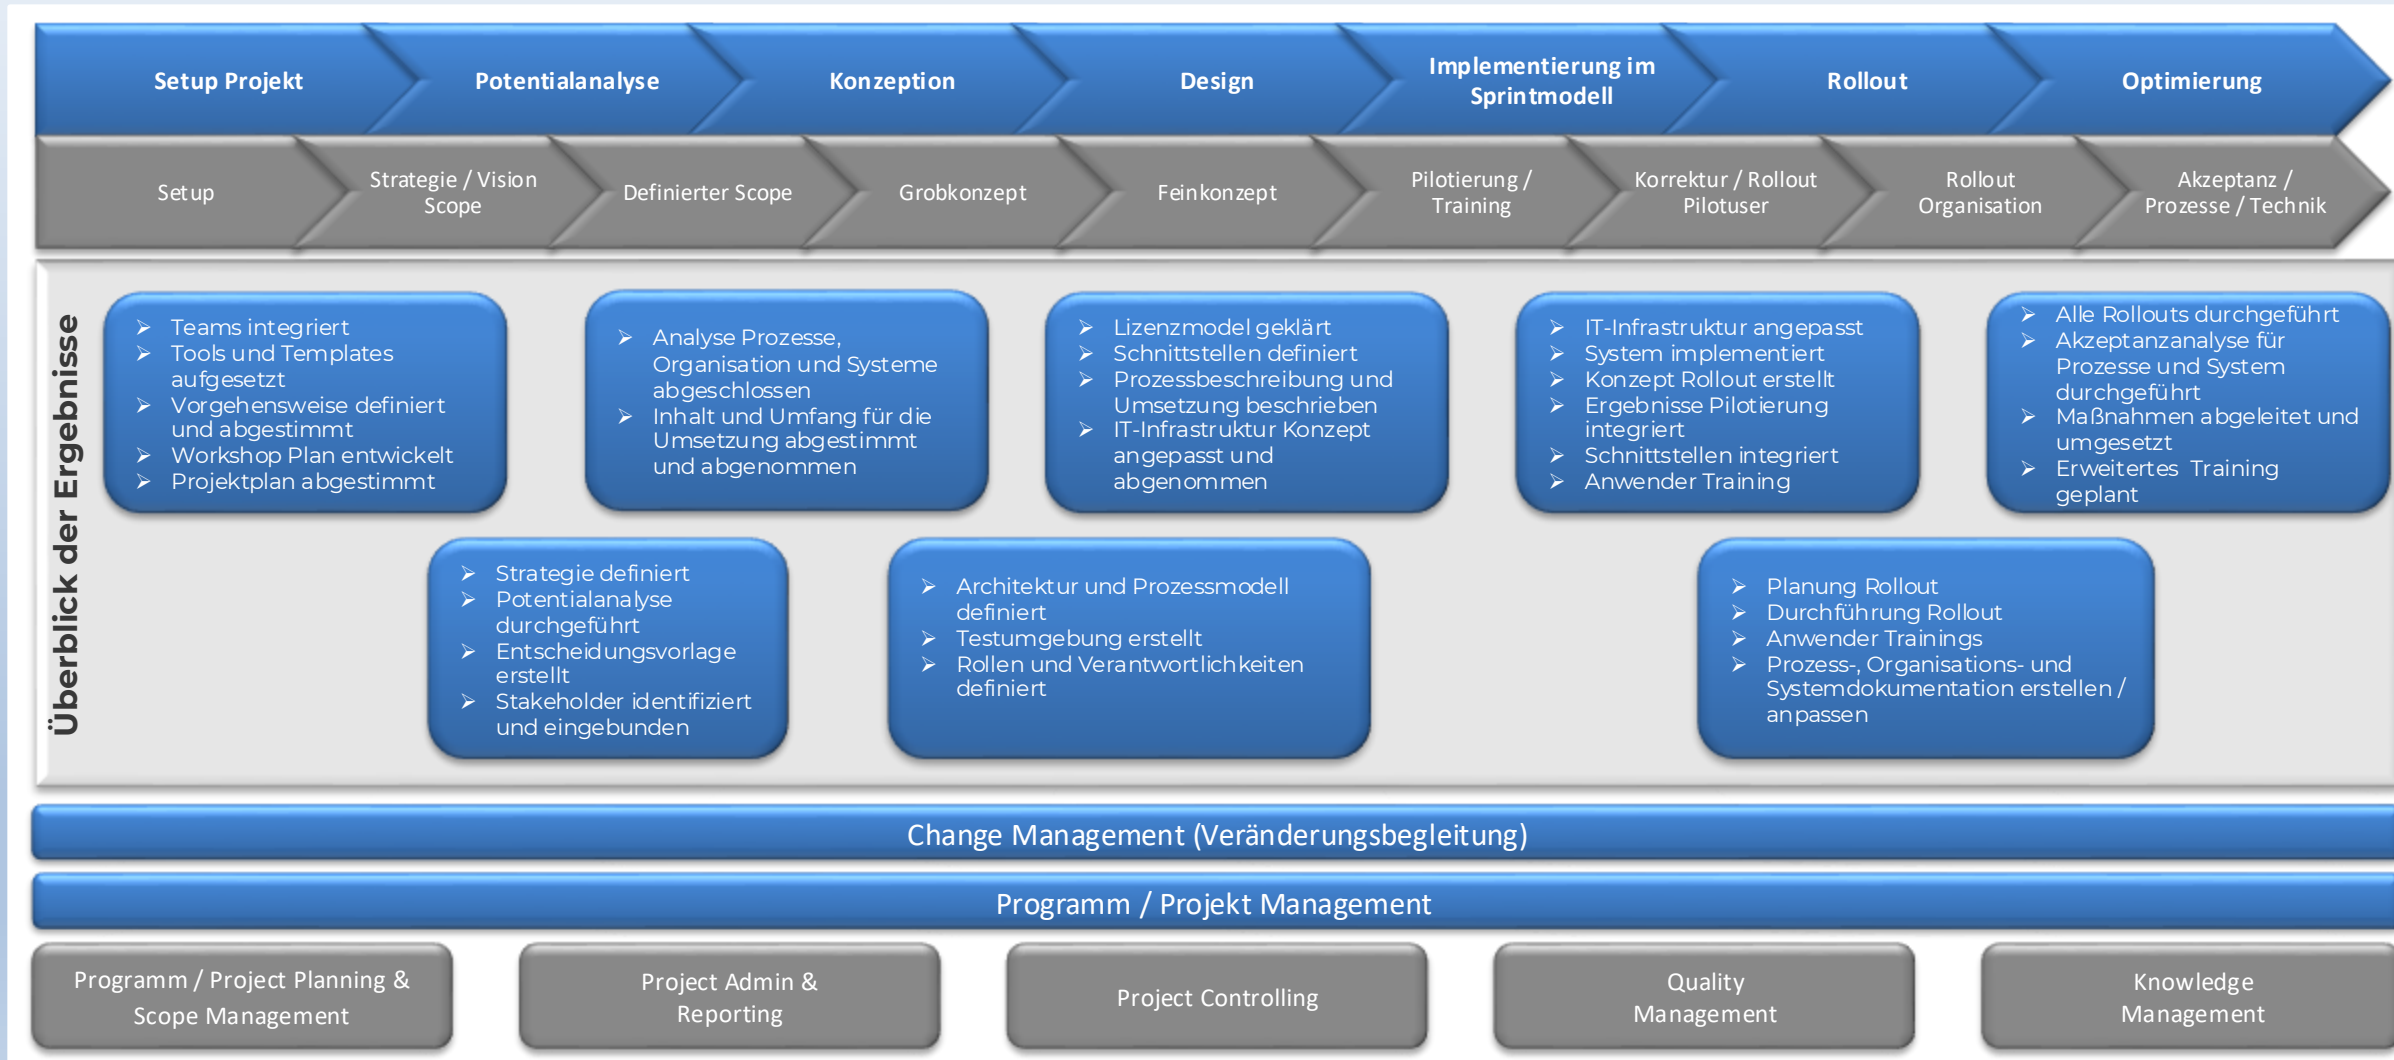 Setup Projekt
Potentialanalyse
Konzeption
Design
Implementierung im
Sprintmodell
Rollout
Optimierung
Setup
Strategie / Vision
Scope
Definierter Scope
Grobkonzept
Feinkonzept
Pilotierung /
Training
Korrektur / Rollout
Pilotuser
Rollout
Organisation
Akzeptanz /
Prozesse / Technik
Überblick der Ergebnisse
➢ Teams integriert
➢ Tools und Templates
aufgesetzt
➢ Vorgehensweise definiert
und abgestimmt
➢ Workshop Plan entwickelt
➢ Projektplan abgestimmt
➢ Analyse Prozesse,
Organisation und Systeme
abgeschlossen
➢ Inhalt und Umfang für die
Umsetzung abgestimmt
und abgenommen
➢ Lizenzmodel geklärt
➢ Schnittstellen definiert
➢ Prozessbeschreibung und
Umsetzung beschrieben
➢ IT-Infrastruktur Konzept
angepasst und
abgenommen
➢ IT-Infrastruktur angepasst
➢ System implementiert
➢ Konzept Rollout erstellt
➢ Ergebnisse Pilotierung
integriert
➢ Schnittstellen integriert
➢ Anwender Training
➢ Alle Rollouts durchgeführt
➢ Akzeptanzanalyse für
Prozesse und System
durchgeführt
➢ Maßnahmen abgeleitet und
umgesetzt
➢ Erweitertes Training
geplant
➢ Strategie definiert
➢ Potentialanalyse
durchgeführt
➢ Entscheidungsvorlage
erstellt
➢ Stakeholder identifiziert
und eingebunden
➢ Architektur und Prozessmodell
definiert
➢ Testumgebung erstellt
➢ Rollen und Verantwortlichkeiten
definiert
➢ Planung Rollout
➢ Durchführung Rollout
➢ Anwender Trainings
➢ Prozess-, Organisations- und
Systemdokumentation erstellen /
anpassen
Change Management (Veränderungsbegleitung)
Programm / Projekt Management
Programm / Project Planning &
Scope Management
Project Admin &
Reporting
Project Controlling
Quality
Management
Knowledge
Management